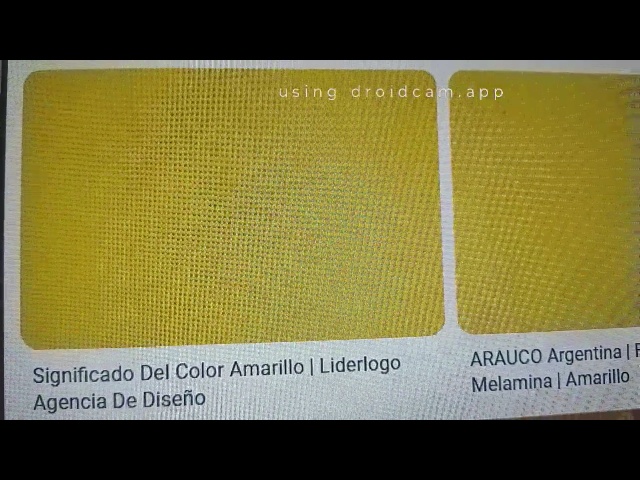 using droidcam.app
Significado Del Color Amarillo | Liderlogo
Agencia De Diseño
ARAUCO Argentina |
Melamina | Amarillo